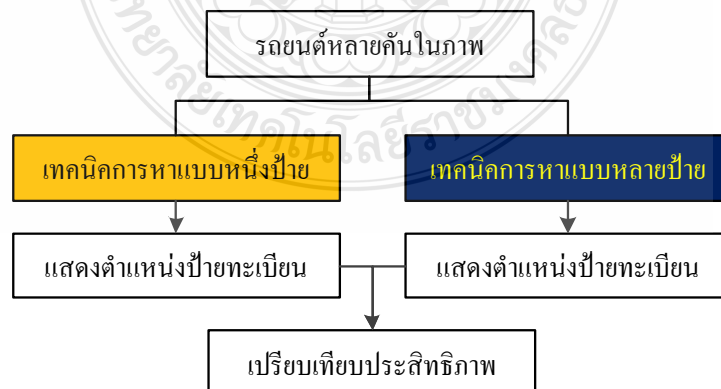 รถยนต์หลายคันในภาพ
เทคนิคการหาแบบหนึ่งป้าย
เทคนิคการหาแบบหลายป้าย
แสดงตำแหน่งป้ายทะเบียน
แสดงตำแหน่งป้ายทะเบียน
เปรียบเทียบประสิทธิภาพ